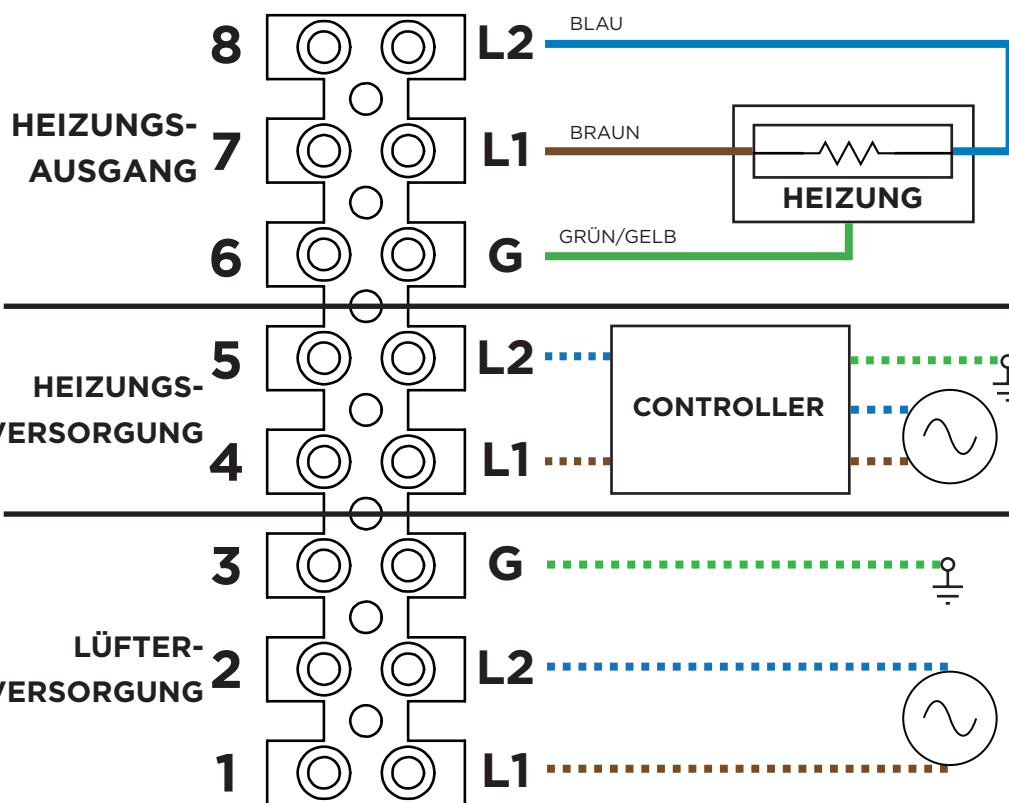 8 L2 BLAU
HEIZUNGS-
AUSGANG
7 L1 BRAUN
HEIZUNG
6 G GRÜN/GELB
5 L2
HEIZUNGS-
VERSORGUNG
CONTROLLER
4 L1
3 G
LÜFTER-
VERSORGUNG
2 L2
1 L1